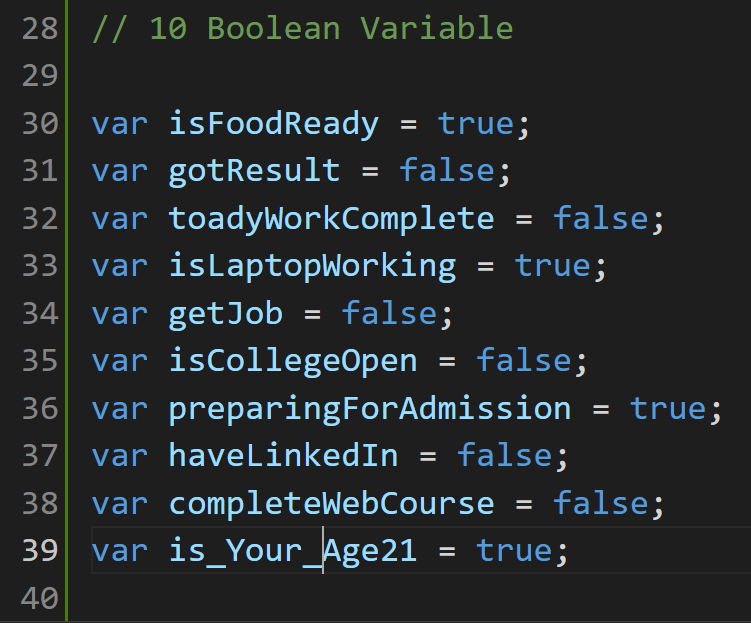 28 // 10 Boolean Variable
29
30 var isFoodReady = true;
31 var gotResult = false;
32 var toadyWorkComplete = false;
33 var isLaptopWorking = true;
34 var getJob = false;
35 var isCollegeOpen = false;
36 var preparingForAdmission = true;
37 var haveLinkedIn = false;
38 var completeWebCourse = false;
39 var is_Your_Age21 = true;
40